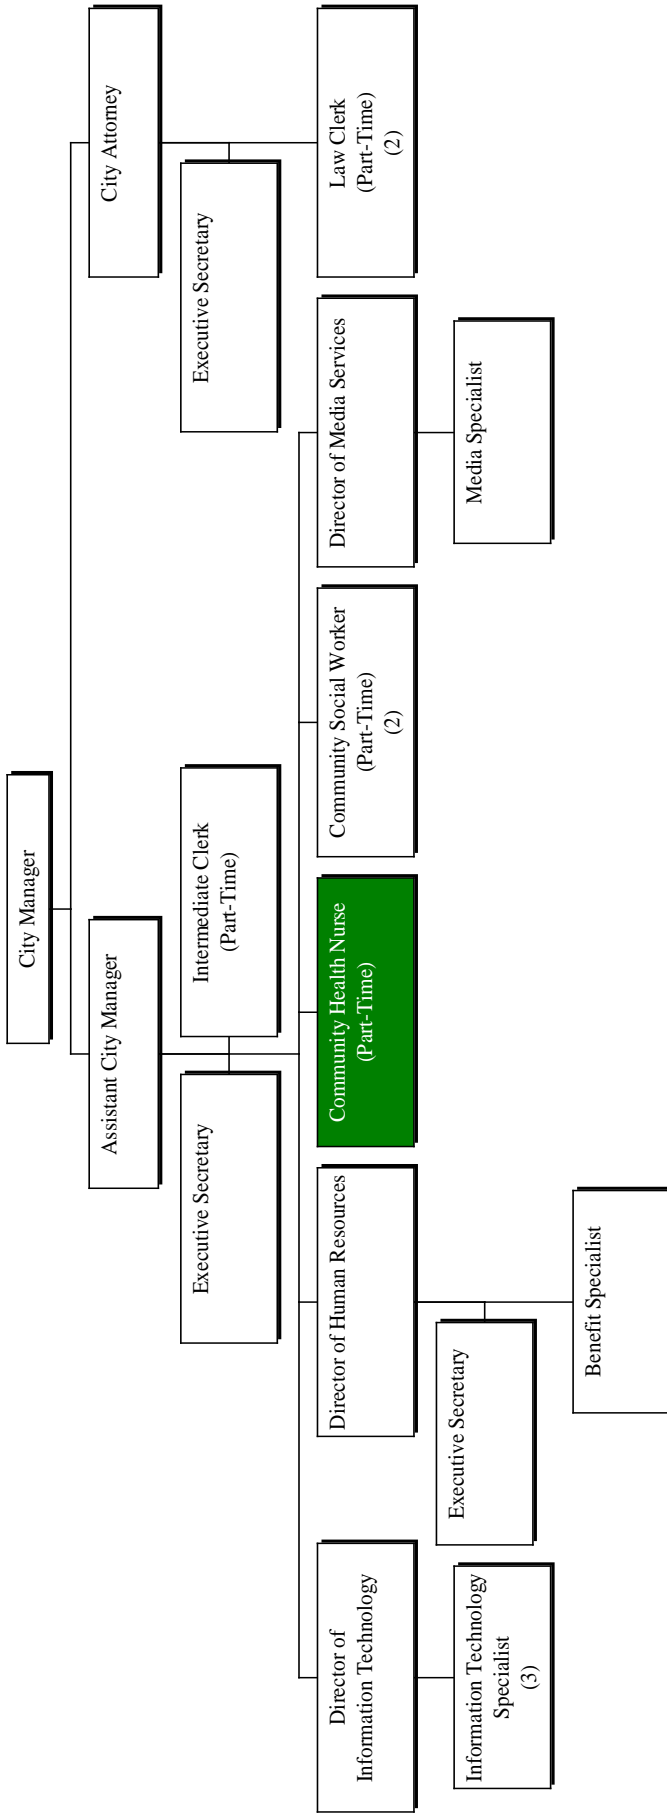 City Manager
Assistant City Manager
City Attorney
Executive Secretary
Intermediate Clerk
(Part-Time)
Executive Secretary
Director of
Information Technology
Director of Human Resources
Community Health Nurse
(Part-Time)
Community Social Worker
(Part-Time)
(2)
Director of Media Services
Law Clerk
(Part-Time)
(2)
Information Technology
Specialist
(3)
Executive Secretary
Media Specialist
Benefit Specialist